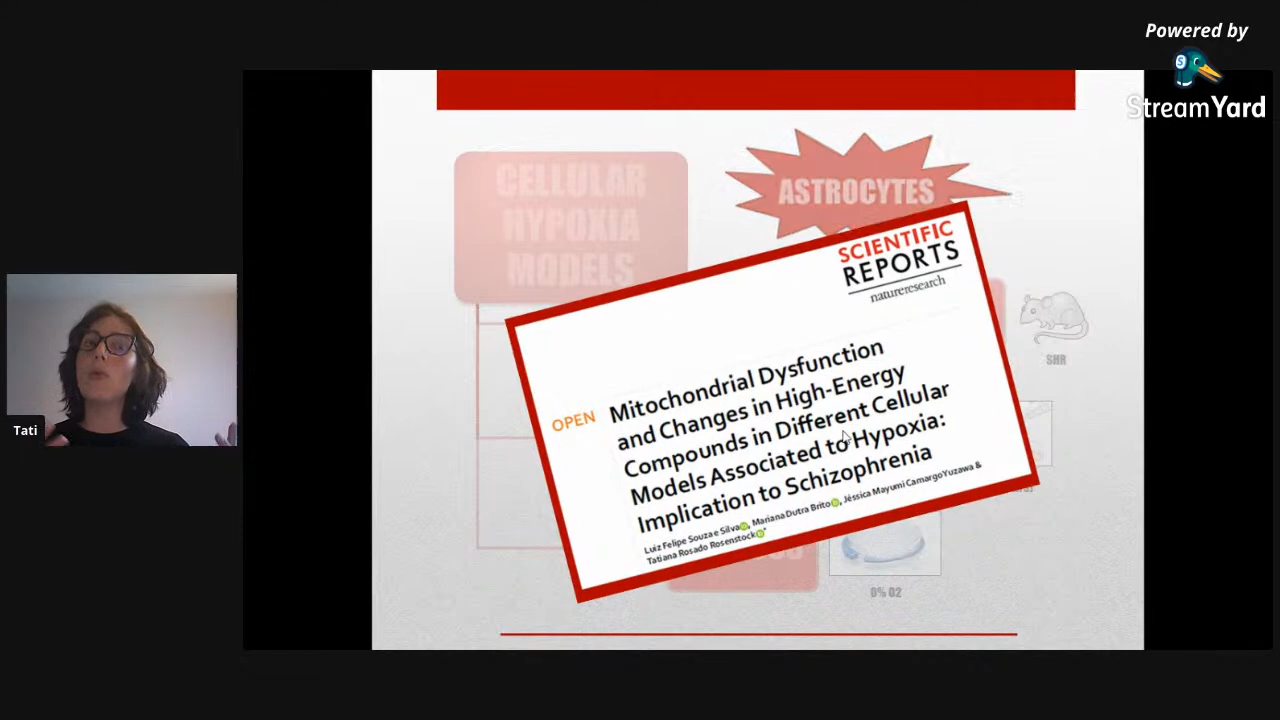 Powered by
StreamYard
CELLULAR
HYPOXIA
MODELS
ASTROCYTES
SCIENTIFIC
REPORTS
natureresearch
SHR
OPEN
Mitochondrial Dysfunction
and Changes in High-Energy
Compounds in Different Cellular
Models Associated to Hypoxia:
Implication to Schizophrenia
Luiz Felipe Souza e Silva, Mariana Dutra Brito, Jéssica Mayumi Camargo Yuzawa &
Tatiana Rosado Rosenstock*
0% O2
Tati